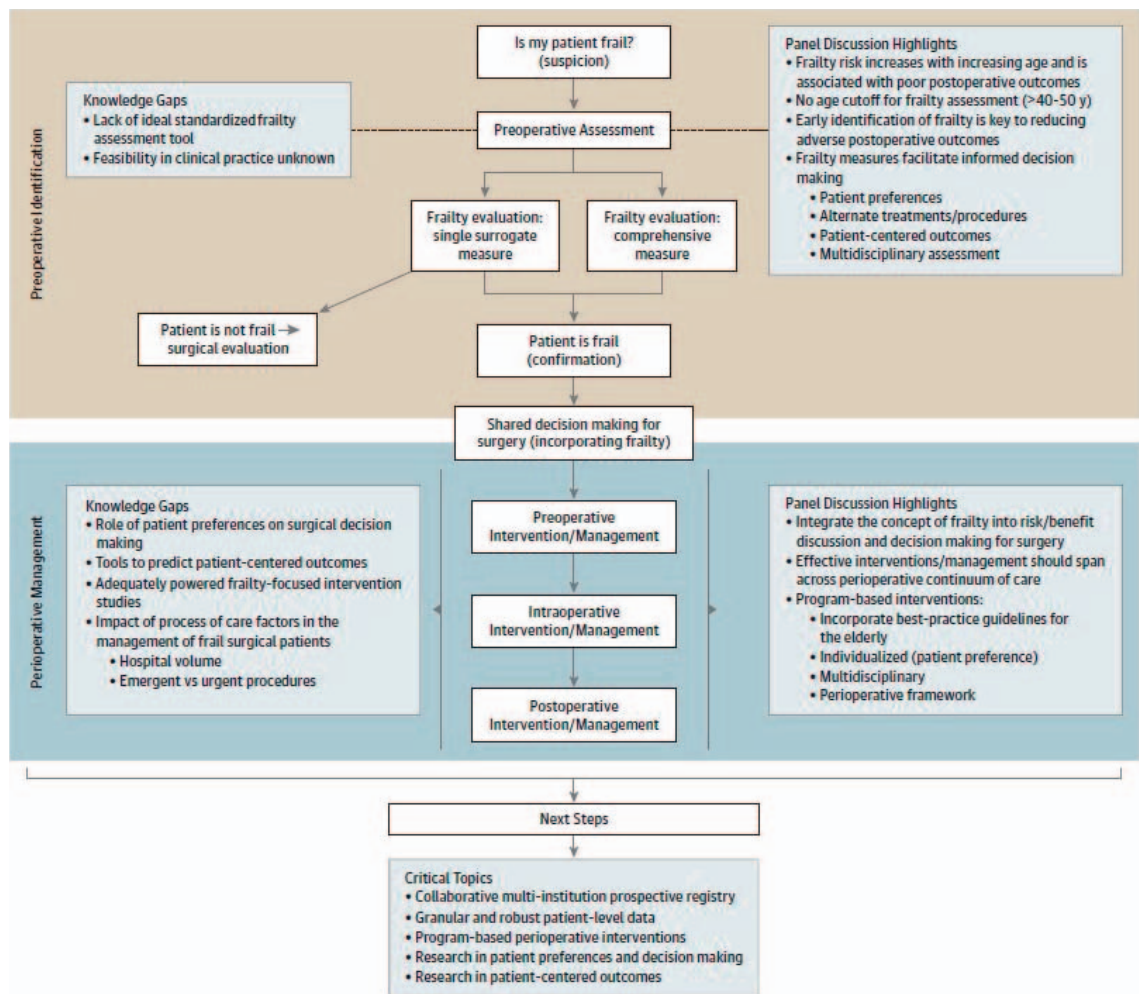 Preoperative Identification
Is my patient frail?
(suspicion)
Knowledge Gaps
• Lack of ideal standardized frailty
assessment tool
• Feasibility in clinical practice unknown
Preoperative Assessment
Panel Discussion Highlights
• Frailty risk increases with increasing age and is
associated with poor postoperative outcomes
• No age cutoff for frailty assessment (>40-50 y)
• Early identification of frailty is key to reducing
adverse postoperative outcomes
• Frailty measures facilitate informed decision
making
• Patient preferences
• Alternate treatments/procedures
• Patient-centered outcomes
• Multidisciplinary assessment
Frailty evaluation:
single surrogate
measure
Frailty evaluation:
comprehensive
measure
Patient is not frail →
surgical evaluation
Patient is frail
(confirmation)
Shared decision making for
surgery (incorporating frailty)
Perioperative Management
Knowledge Gaps
• Role of patient preferences on surgical decision
making
• Tools to predict patient-centered outcomes
• Adequately powered frailty-focused intervention
studies
• Impact of process of care factors in the
management of frail surgical patients
• Hospital volume
• Emergent vs urgent procedures
Preoperative
Intervention/Management
Intraoperative
Intervention/Management
Postoperative
Intervention/Management
Panel Discussion Highlights
• Integrate the concept of frailty into risk/benefit
discussion and decision making for surgery
• Effective interventions/management should span
across perioperative continuum of care
• Program-based interventions:
• Incorporate best-practice guidelines for
the elderly
• Individualized (patient preference)
• Multidisciplinary
• Perioperative framework
Next Steps
Critical Topics
• Collaborative multi-institution prospective registry
• Granular and robust patient-level data
• Program-based perioperative interventions
• Research in patient preferences and decision making
• Research in patient-centered outcomes